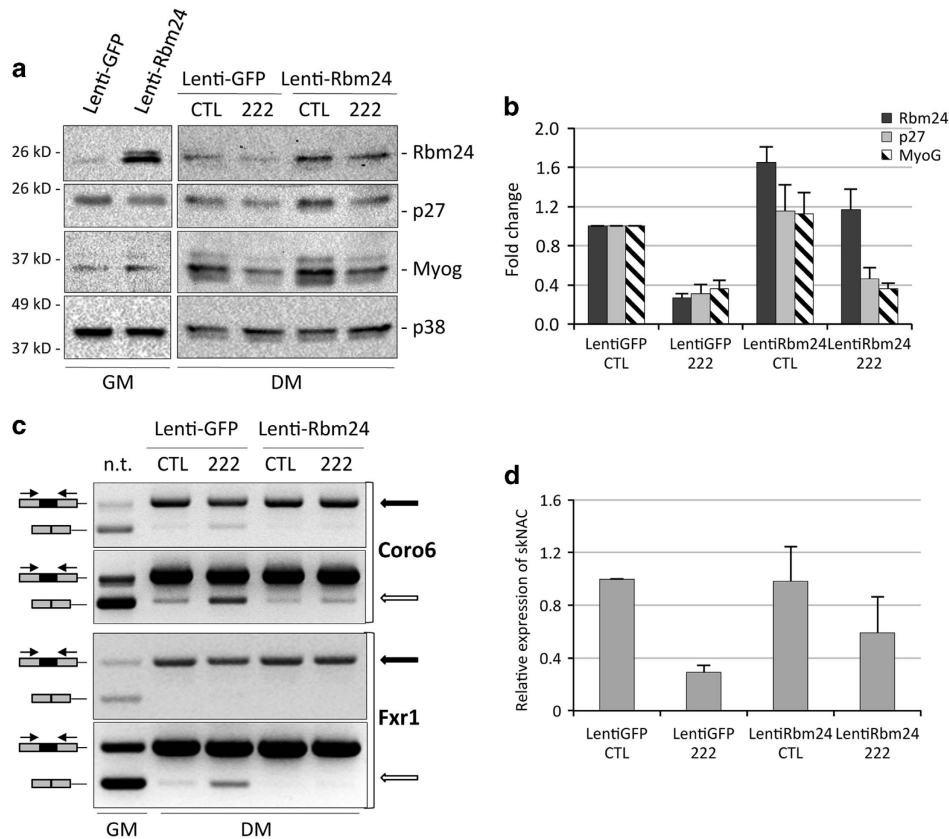 a
Lenti-GFP
Lenti-Rbm24
Lenti-GFP Lenti-Rbm24
CTL 222 CTL 222
26 kD - - Rbm24
26 kD -
- p27
37 kD - - Myog
49 kD -
- p38
37 kD -
GM DM
b
Rbm24
p27
MyoG
Fold change
2.0
1.6
1.2
0.8
0.4
0.0
LentiGFP CTL
LentiGFP 222
LentiRbm24 CTL
LentiRbm24 222
c
Lenti-GFP Lenti-Rbm24
n.t. CTL 222 CTL 222
Coro6
Fxr1
GM DM
d
Relative expression of skNAC
1.6
1.2
0.8
0.4
0
LentiGFP CTL
LentiGFP 222
LentiRbm24 CTL
LentiRbm24 222